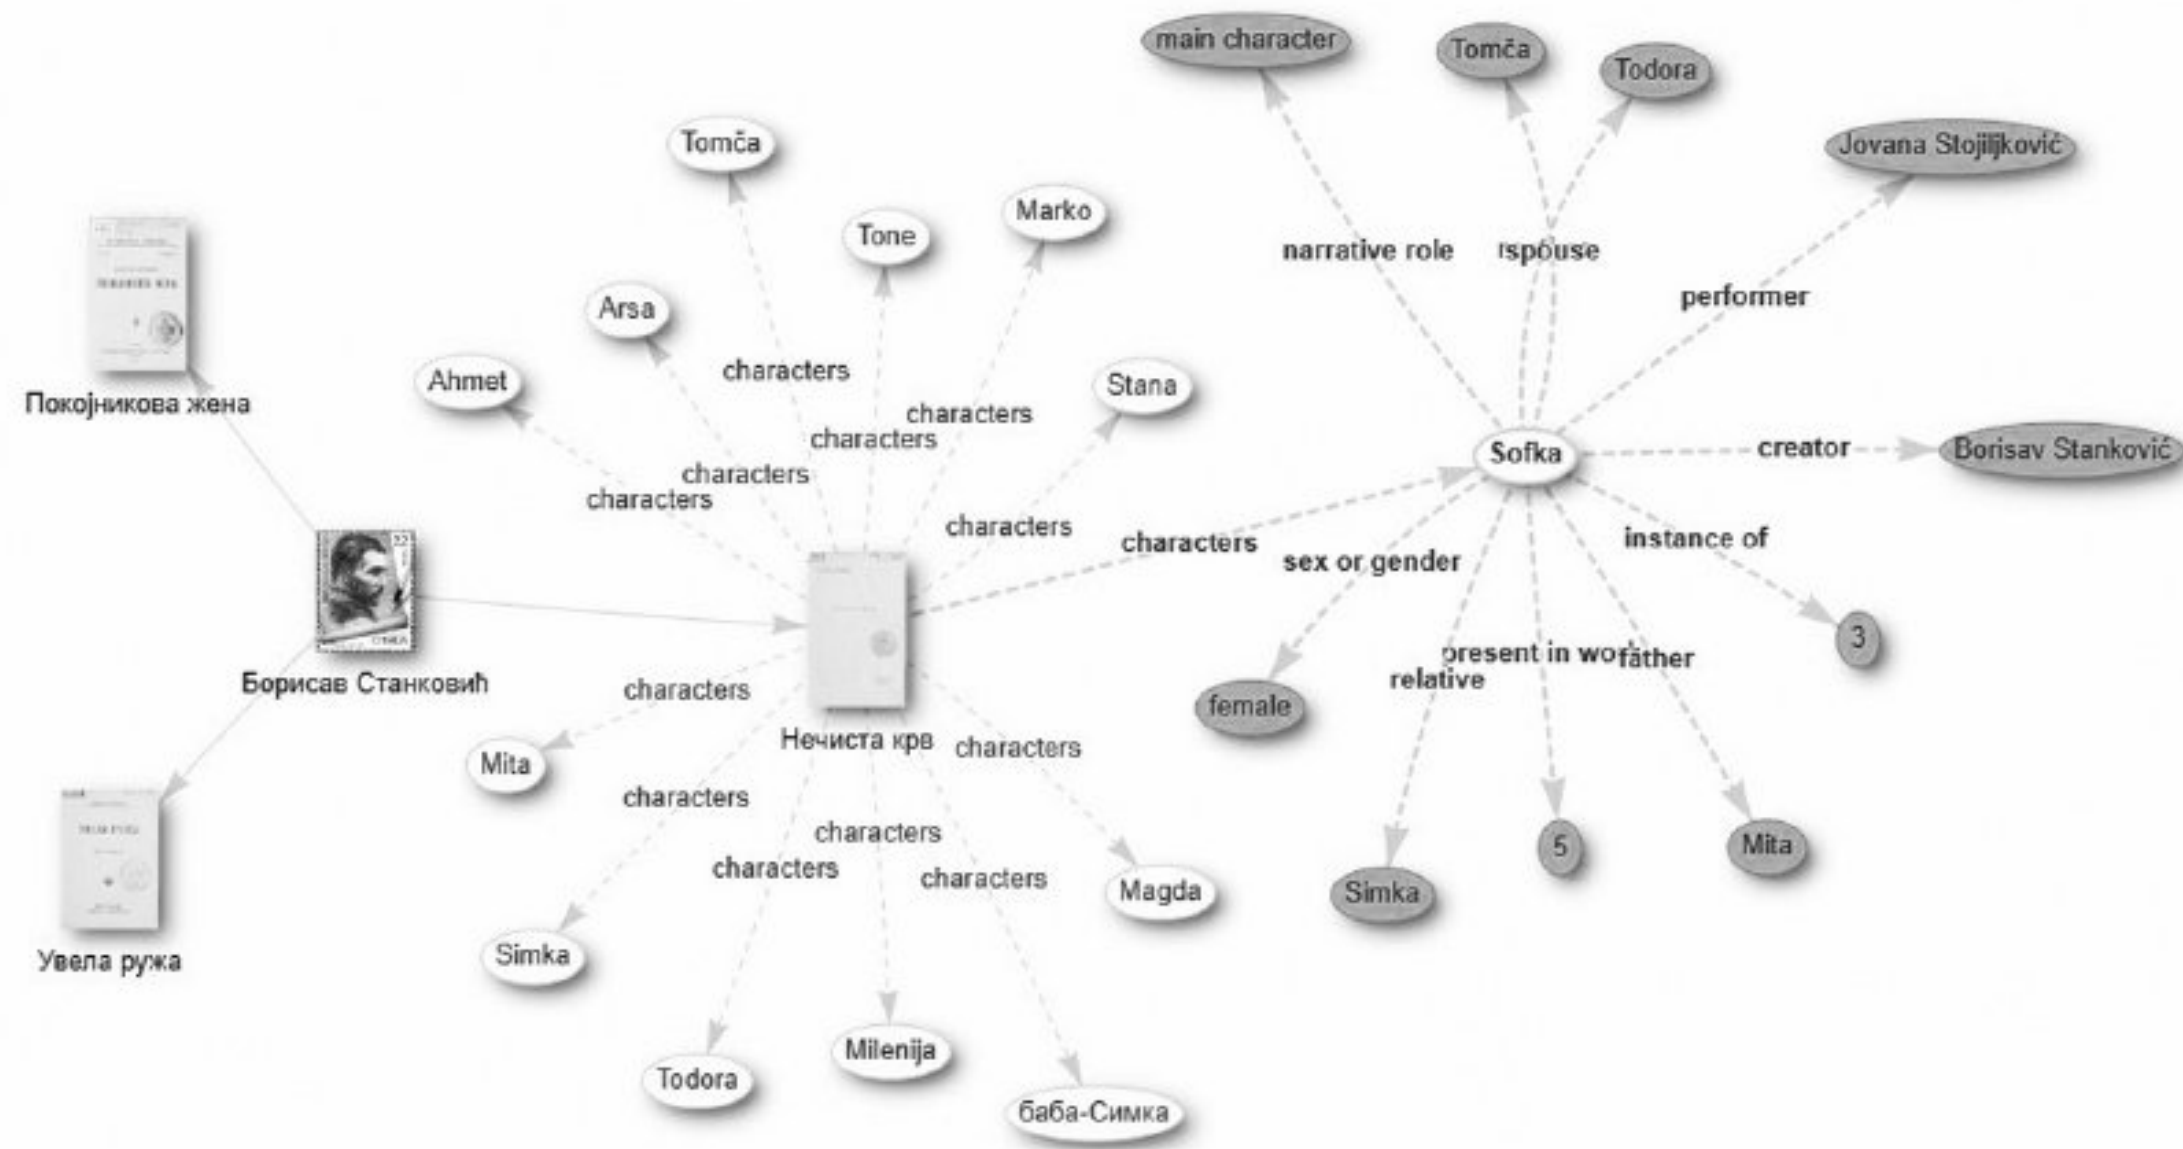 main character
Tomča
Todora
Jovana Stojiljković
Tomča
Marko
Tone
narrative role
spouse
performer
Arsa
characters
Ahmet
Stana
Покојникова жена
characters
characters
characters
characters
Sofka
creator
Borisav Stanković
characters
characters
instance of
sex or gender
3
present in wo
father
relative
Борисав Станковић
characters
female
Нечиста крв
characters
Mita
characters
characters
characters
characters
5
Mita
Magda
Simka
Simka
Увела ружа
Milenija
Todora
баба-Симка